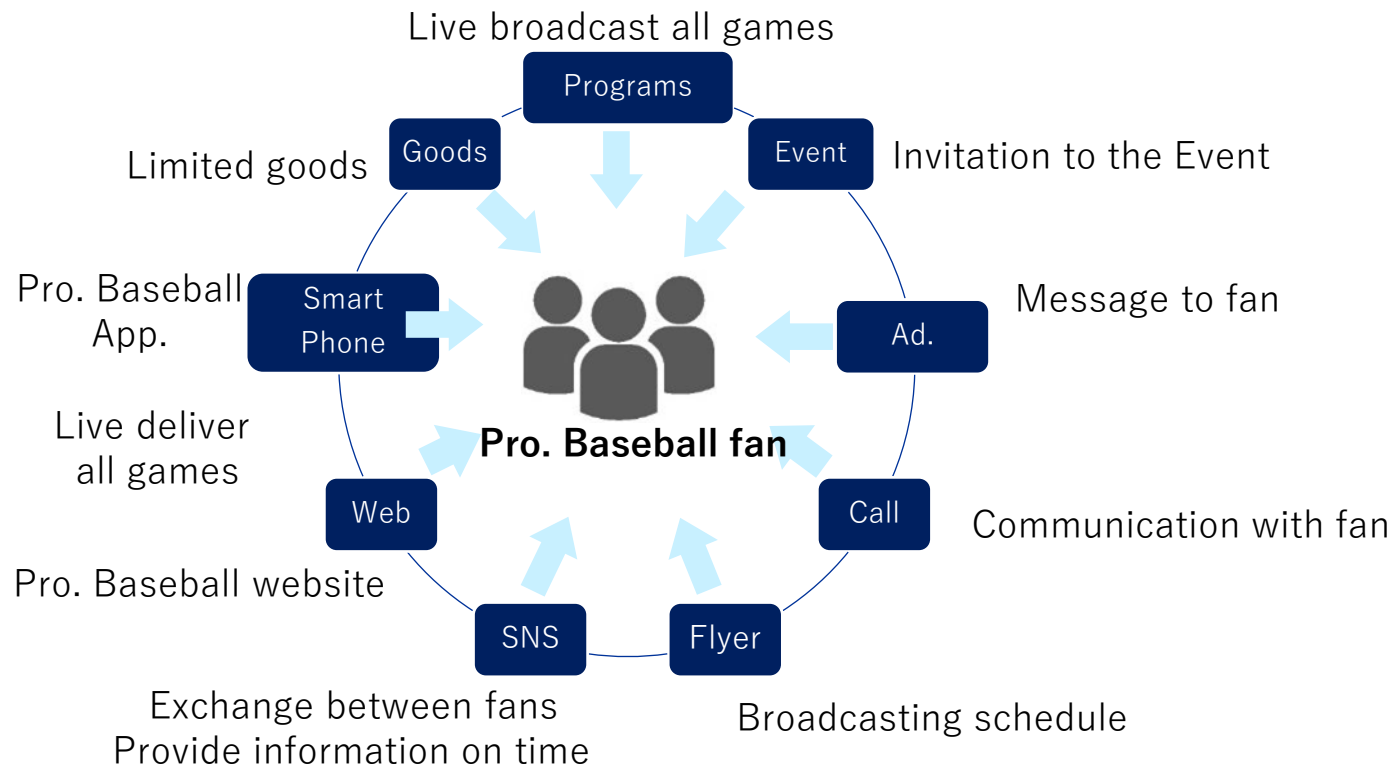 Live broadcast all games
Programs
Goods
Event
Limited goods
Invitation to the Event
Pro. Baseball
App.
Smart
Phone
Message to fan
Ad.
Pro. Baseball fan
Live deliver
all games
Web
Call
Communication with fan
Pro. Baseball website
SNS
Flyer
Exchange between fans
Provide information on time
Broadcasting schedule